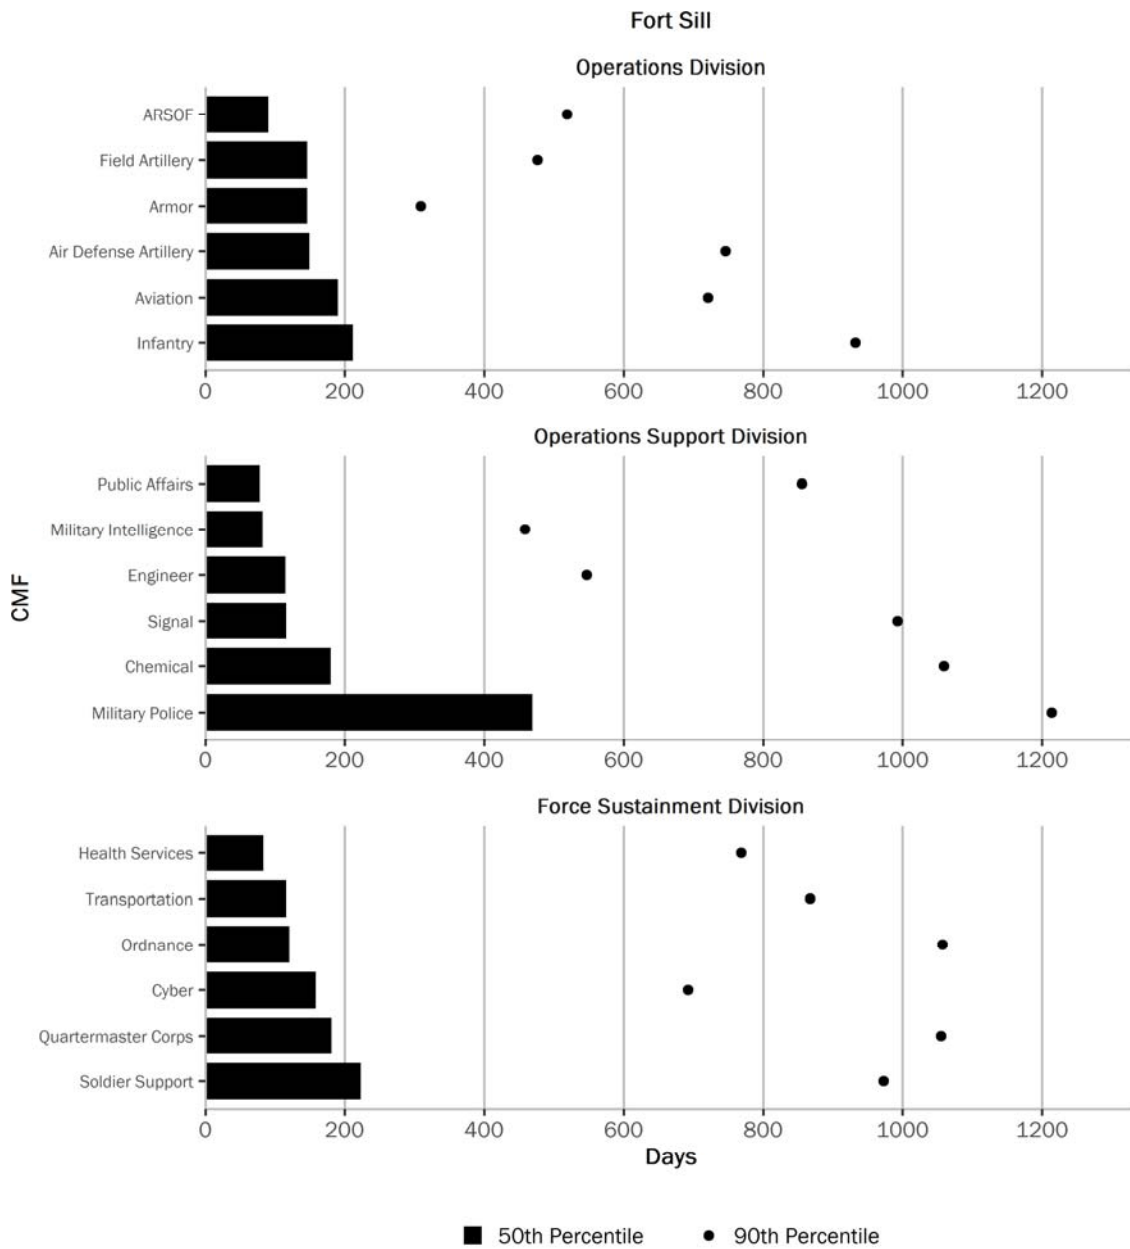 Fort Sill
Operations Division
ARSOF
Field Artillery
Armor
Air Defense Artillery
Aviation
Infantry
0 200 400 600 800 1000 1200
Operations Support Division
CMF
Public Affairs
Military Intelligence
Engineer
Signal
Chemical
Military Police
0 200 400 600 800 1000 1200
Force Sustainment Division
Health Services
Transportation
Ordnance
Cyber
Quartermaster Corps
Soldier Support
0 200 400 600 800 1000 1200
Days
50th Percentile 90th Percentile